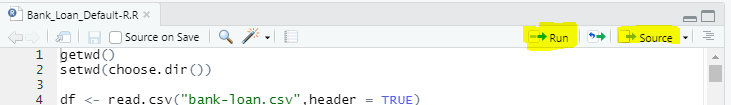 Bank_Loan_Default-R.R
Source on Save Run Source
1 getwd()
2 setwd(choose.dir())
3
4 df <- read.csv("bank-loan.csv",header = TRUE)